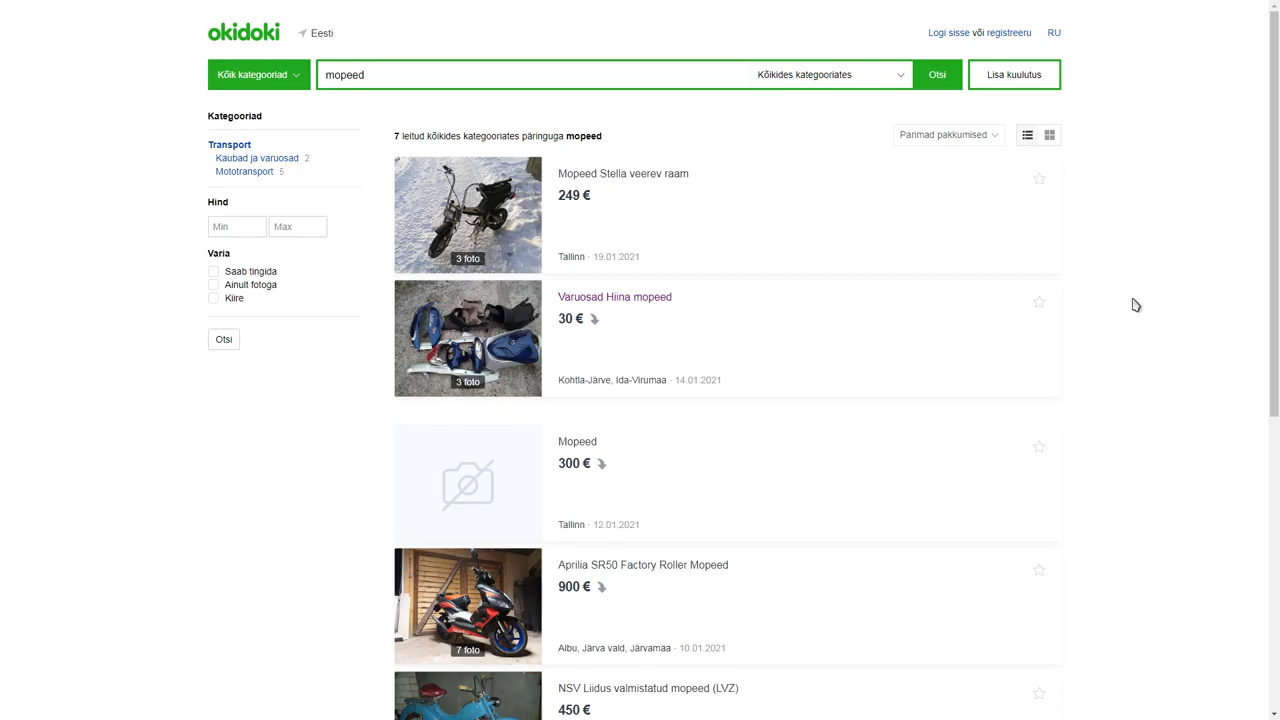 okidoki
Eesti
Logi sisse või registreeru
RU
Kõik kategooriad
mopeed
Kõikides kategooriates
Otsi
Lisa kuulutus
Kategooriad
Transport
Kaubad ja varuosad 2
Mototransport 5
Hind
Min
Max
Varia
Saab tingida
Ainult fotoga
Kiire
Otsi
7 leitud kõikides kategooriates päringuga mopeed
Parimad pakkumised
3 foto
Mopeed Stella veerev raam
249 €
Tallinn · 19.01.2021
3 foto
Varuosad Hiina mopeed
30 €
Kohtla-Järve, Ida-Virumaa · 14.01.2021
Mopeed
300 €
Tallinn · 12.01.2021
7 foto
Aprilia SR50 Factory Roller Mopeed
900 €
Albu, Järva vald, Järvamaa · 10.01.2021
NSV Liidus valmistatud mopeed (LVZ)
450 €